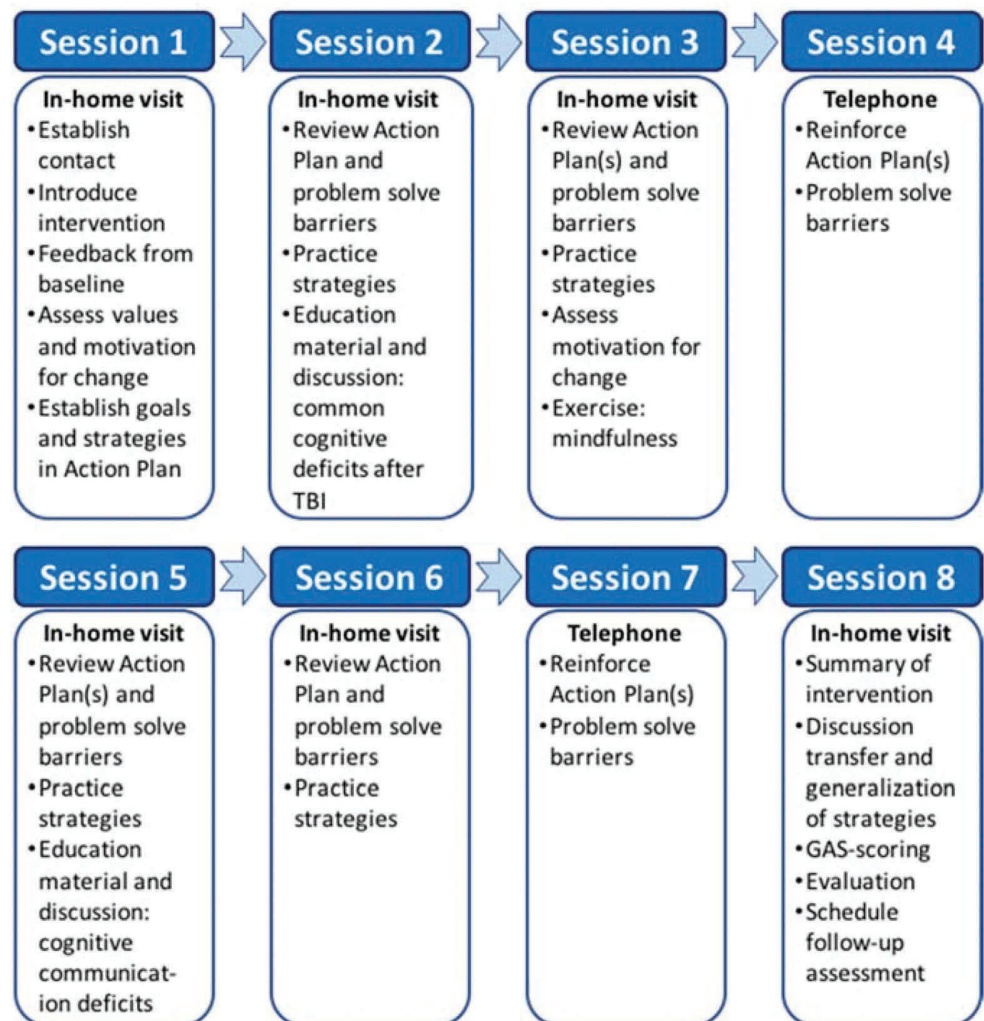 Session 1
In-home visit
•Establish
contact
•Introduce
intervention
•Feedback from
baseline
•Assess values
and motivation
for change
•Establish goals
and strategies
in Action Plan
Session 2
In-home visit
•Review Action
Plan and
problem solve
barriers
•Practice
strategies
•Education
material and
discussion:
common
cognitive
deficits after
TBI
Session 3
In-home visit
•Review Action
Plan(s) and
problem solve
barriers
•Practice
strategies
•Assess
motivation for
change
•Exercise:
mindfulness
Session 4
Telephone
•Reinforce
Action Plan(s)
•Problem solve
barriers
Session 5
In-home visit
•Review Action
Plan(s) and
problem solve
barriers
•Practice
strategies
•Education
material and
discussion:
cognitive
communicat-
ion deficits
Session 6
In-home visit
•Review Action
Plan and
problem solve
barriers
•Practice
strategies
Session 7
Telephone
•Reinforce
Action Plan(s)
•Problem solve
barriers
Session 8
In-home visit
•Summary of
intervention
•Discussion
transfer and
generalization
of strategies
•GAS-scoring
•Evaluation
•Schedule
follow-up
assessment